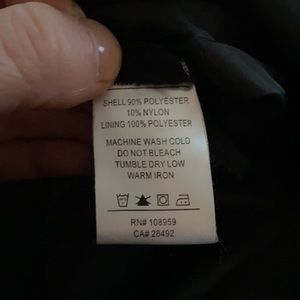 SHELL 90% POLYESTER
10% NYLON
LINING 100% POLYESTER
MACHINE WASH COLD
DO NOT BLEACH
TUMBLE DRY LOW
WARM IRON
RN# 108959
CA# 28492